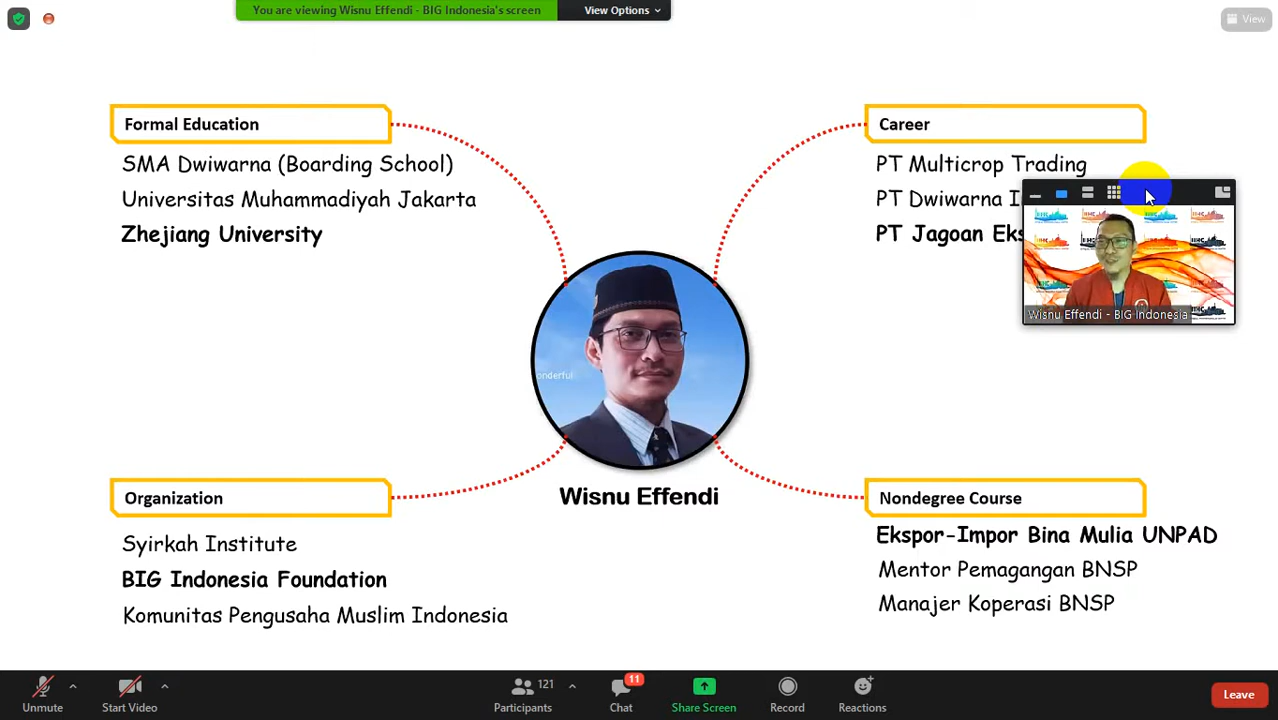 You are viewing Wisnu Effendi - BIG Indonesia's screen
View Options
View
Formal Education
SMA Dwiwarna (Boarding School)
Universitas Muhammadiyah Jakarta
Zhejiang University
Career
PT Multicrop Trading
PT Dwiwarna
PT Jagoan
Wisnu Effendi - BIG Indonesia
onderful
Wisnu Effendi
Organization
Syirkah Institute
BIG Indonesia Foundation
Komunitas Pengusaha Muslim Indonesia
Nondegree Course
Ekspor-Impor Bina Mulia UNPAD
Mentor Pemagangan BNSP
Manajer Koperasi BNSP
Unmute
Start Video
121
Participants
11
Chat
Share Screen
Record
Reactions
Leave